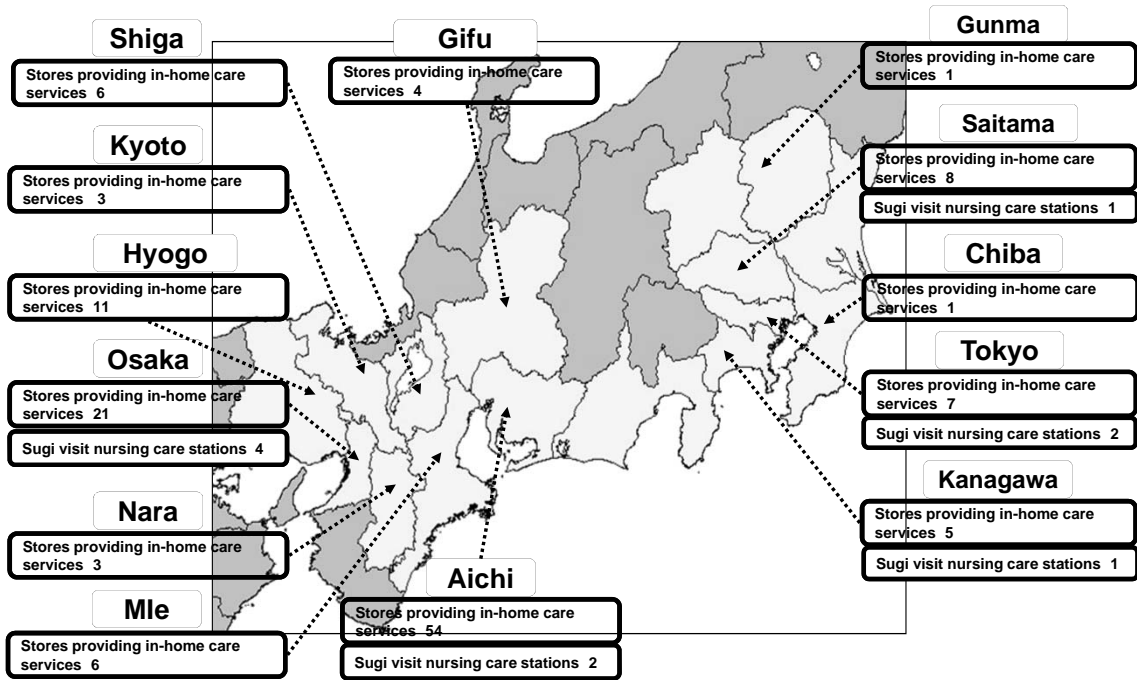 Shiga
Stores providing in-home care
services 6
Kyoto
Stores providing in-home care
services 3
Hyogo
Stores providing in-home care
services 11
Osaka
Stores providing in-home care
services 21
Sugi visit nursing care stations 4
Nara
Stores providing in-home care
services 3
MIe
Stores providing in-home care
services 6
Gifu
Stores providing in-home care
services 4
Aichi
Stores providing in-home care
services 54
Sugi visit nursing care stations 2
Gunma
Stores providing in-home care
services 1
Saitama
Stores providing in-home care
services 8
Sugi visit nursing care stations 1
Chiba
Stores providing in-home care
services 1
Tokyo
Stores providing in-home care
services 7
Sugi visit nursing care stations 2
Kanagawa
Stores providing in-home care
services 5
Sugi visit nursing care stations 1